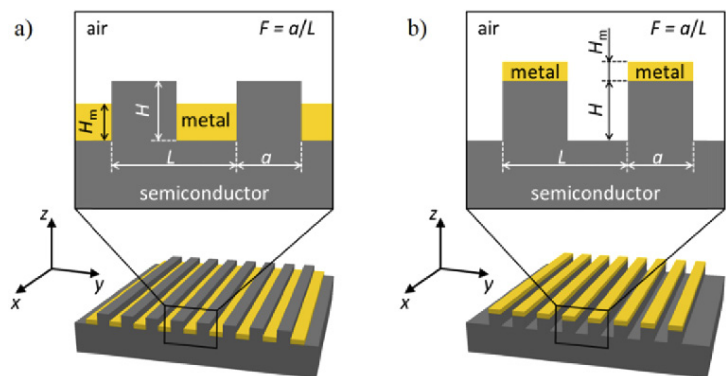 a)
air
F = a/L
H_m
H
metal
L
a
semiconductor
z
y
x
b)
air
F = a/L
H_m
metal
metal
H
L
a
semiconductor
z
y
x